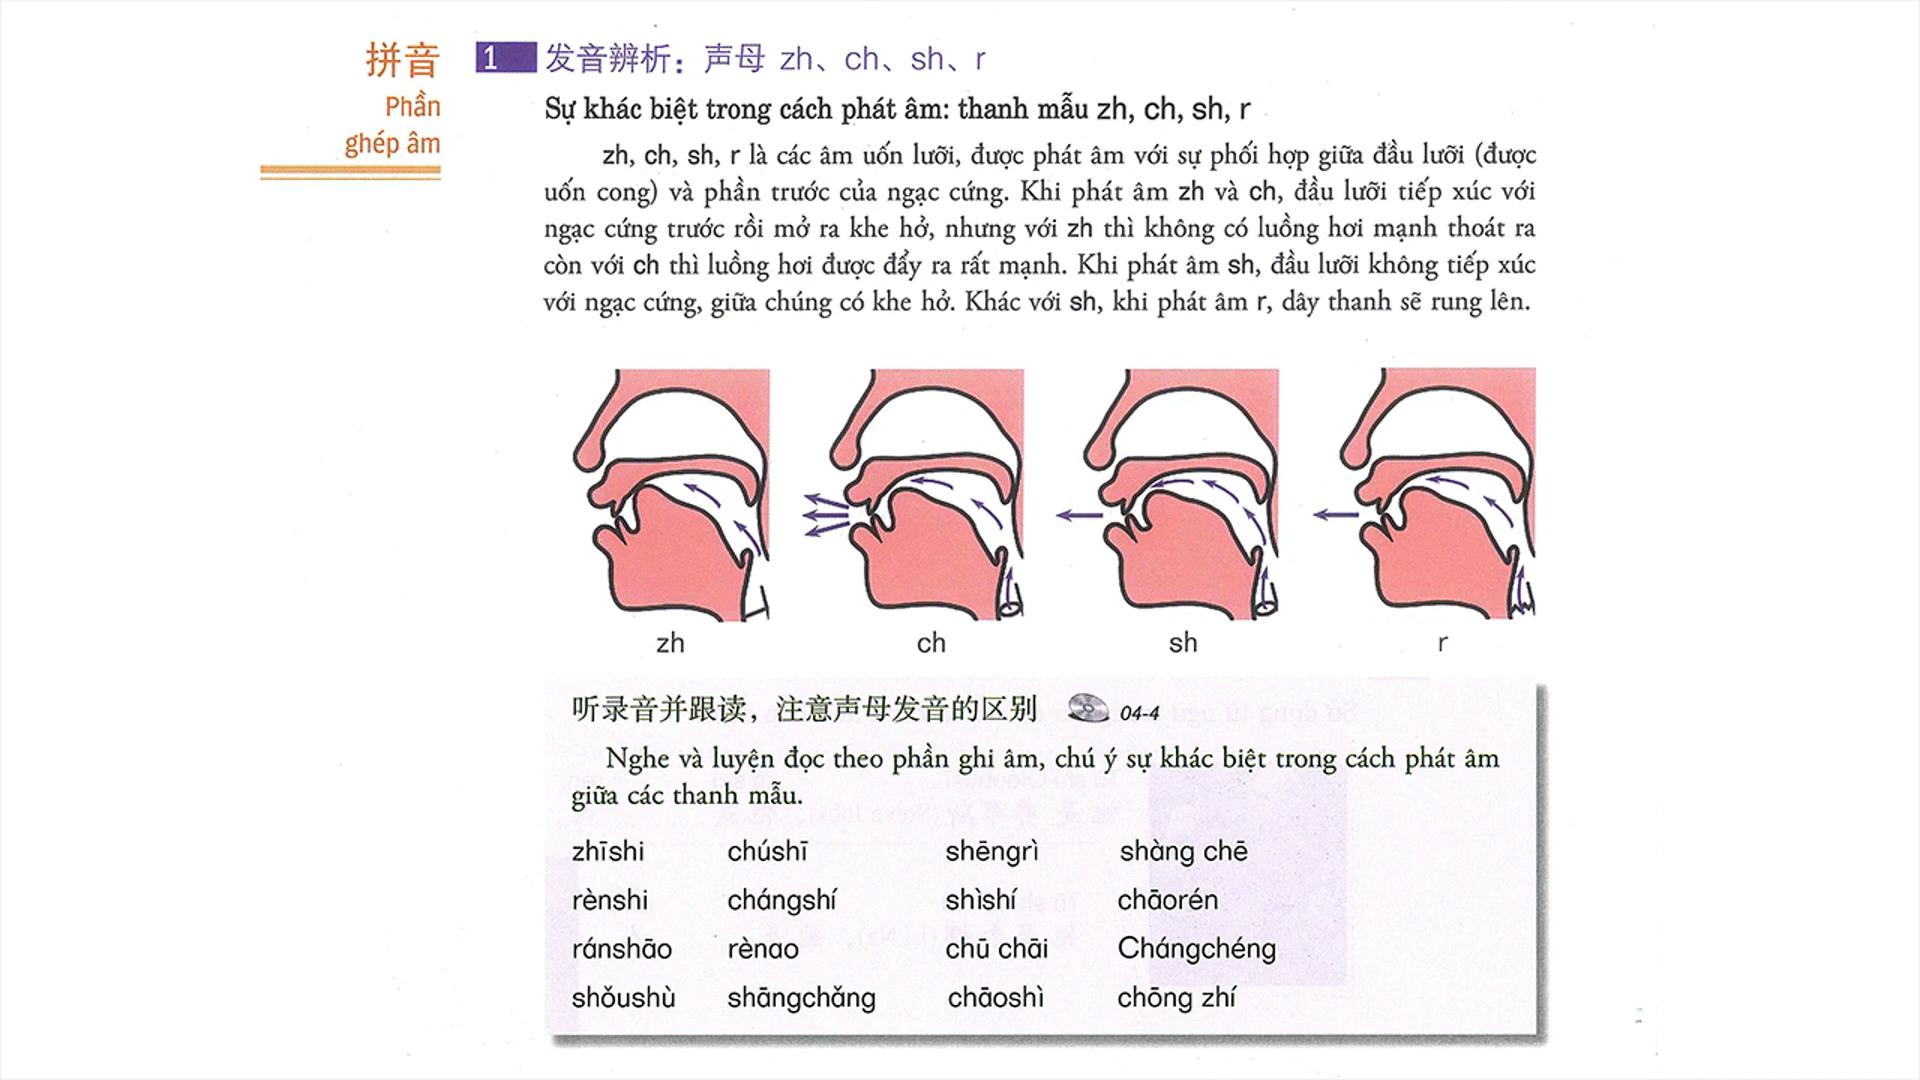 拼音
Phần
ghép âm
1 发音辨析：声母 zh、ch、sh、r
Sự khác biệt trong cách phát âm: thanh mẫu zh, ch, sh, r
zh, ch, sh, r là các âm uốn lưỡi, được phát âm với sự phối hợp giữa đầu lưỡi (được
uốn cong) và phần trước của ngạc cứng. Khi phát âm zh và ch, đầu lưỡi tiếp xúc với
ngạc cứng trước rồi mở ra khe hở, nhưng với zh thì không có luồng hơi mạnh thoát ra
còn với ch thì luồng hơi được đẩy ra rất mạnh. Khi phát âm sh, đầu lưỡi không tiếp xúc
với ngạc cứng, giữa chúng có khe hở. Khác với sh, khi phát âm r, dây thanh sẽ rung lên.
zh ch sh r
听录音并跟读，注意声母发音的区别 04-4
Nghe và luyện đọc theo phần ghi âm, chú ý sự khác biệt trong cách phát âm
giữa các thanh mẫu.
zhīshi chúshī shēngrì shàng chē
rènshi chángshí shìshí chāorén
ránshāo rènao chū chāi Chángchéng
shǒushù shāngchǎng chāoshì chōng zhí